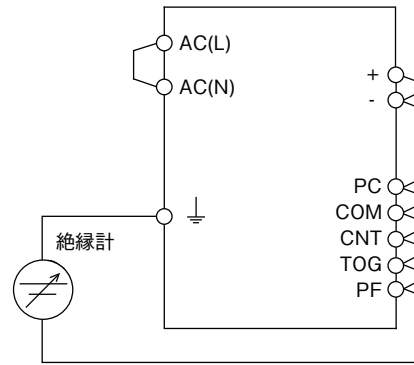 AC(L)
AC(N)
+
-
PC
COM
CNT
TOG
PF
絶縁計